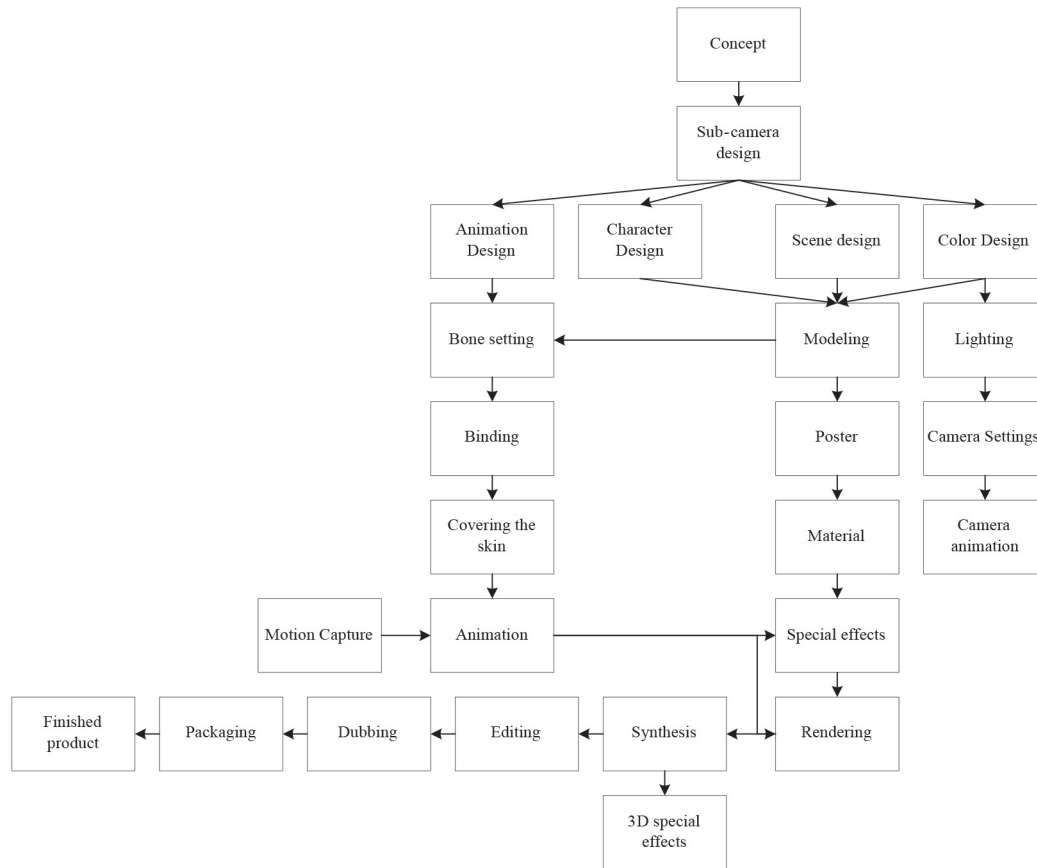 Concept
Sub-camera
design
Animation
Design
Character
Design
Scene design
Color Design
Bone setting
Modeling
Lighting
Binding
Poster
Camera Settings
Covering the
skin
Material
Camera
animation
Motion Capture
Animation
Special effects
Finished
product
Packaging
Dubbing
Editing
Synthesis
Rendering
3D special
effects